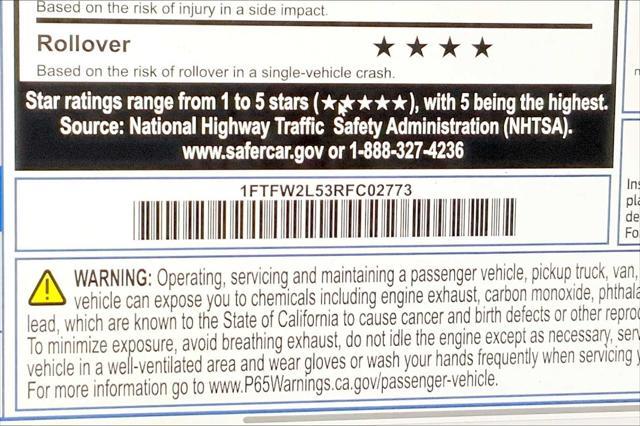 Based on the risk of injury in a side impact.
Rollover ★ ★ ★ ★
Based on the risk of rollover in a single-vehicle crash.
Star ratings range from 1 to 5 stars (★★★★★), with 5 being the highest.
Source: National Highway Traffic Safety Administration (NHTSA).
www.safercar.gov or 1-888-327-4236
1FTFW2L53RFC02773
WARNING: Operating, servicing and maintaining a passenger vehicle, pickup truck, van,
vehicle can expose you to chemicals including engine exhaust, carbon monoxide, phthala
lead, which are known to the State of California to cause cancer and birth defects or other reproc
To minimize exposure, avoid breathing exhaust, do not idle the engine except as necessary, serv
vehicle in a well-ventilated area and wear gloves or wash your hands frequently when servicing y
For more information go to www.P65Warnings.ca.gov/passenger-vehicle.
Ins
pla
de
Fo